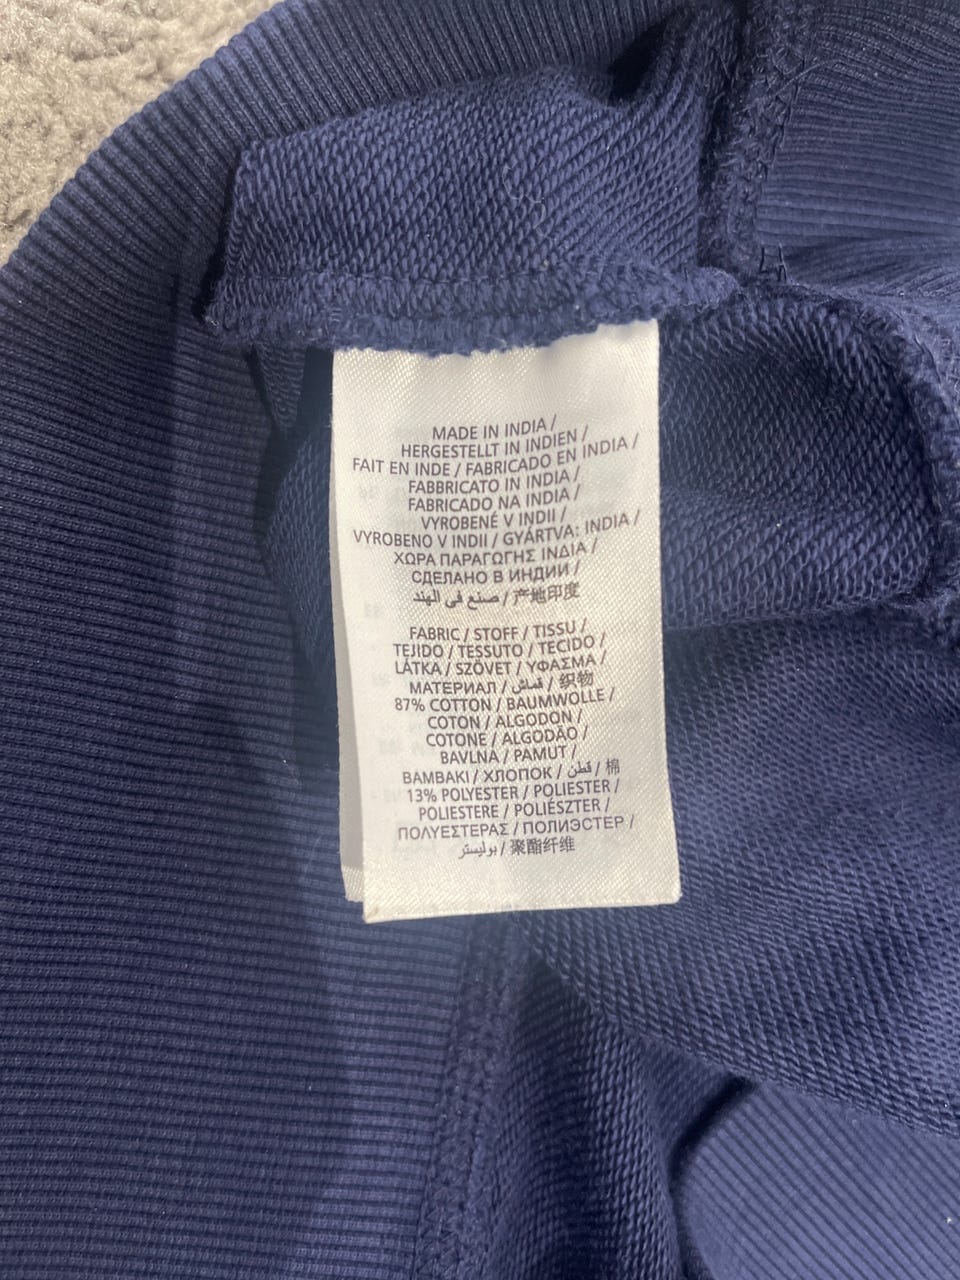 MADE IN INDIA /
HERGESTELLT IN INDIEN /
FAIT EN INDE / FABRICADO EN INDIA /
FABBRICATO IN INDIA /
FABRICADO NA INDIA /
VYROBENÉ V INDII /
VYROBENO V INDII / GYÁRTVA: INDIA /
ΧΩΡΑ ΠΑΡΑΓΩΓΗΣ ΙΝΔΙΑ /
СДЕЛАНО В ИНДИИ /
صنع في الهند / 产地印度
FABRIC / STOFF / TISSU /
TEJIDO / TESSUTO / TECIDO /
LÁTKA / SZÖVET / ΥΦΑΣΜΑ /
МАТЕРИАЛ / قماش / 织物
87% COTTON / BAUMWOLLE /
COTON / ALGODON /
COTONE / ALGODÃO /
BAVLNA / PAMUT /
ΒΑΜΒΑΚΙ / ХЛОПОК / قطن / 棉
13% POLYESTER / POLIESTER /
POLIESTERE / POLIÉSZTER /
ΠΟΛΥΕΣΤΕΡΑΣ / ПОЛИЭСТЕР /
بوليستر / 聚酯纤维